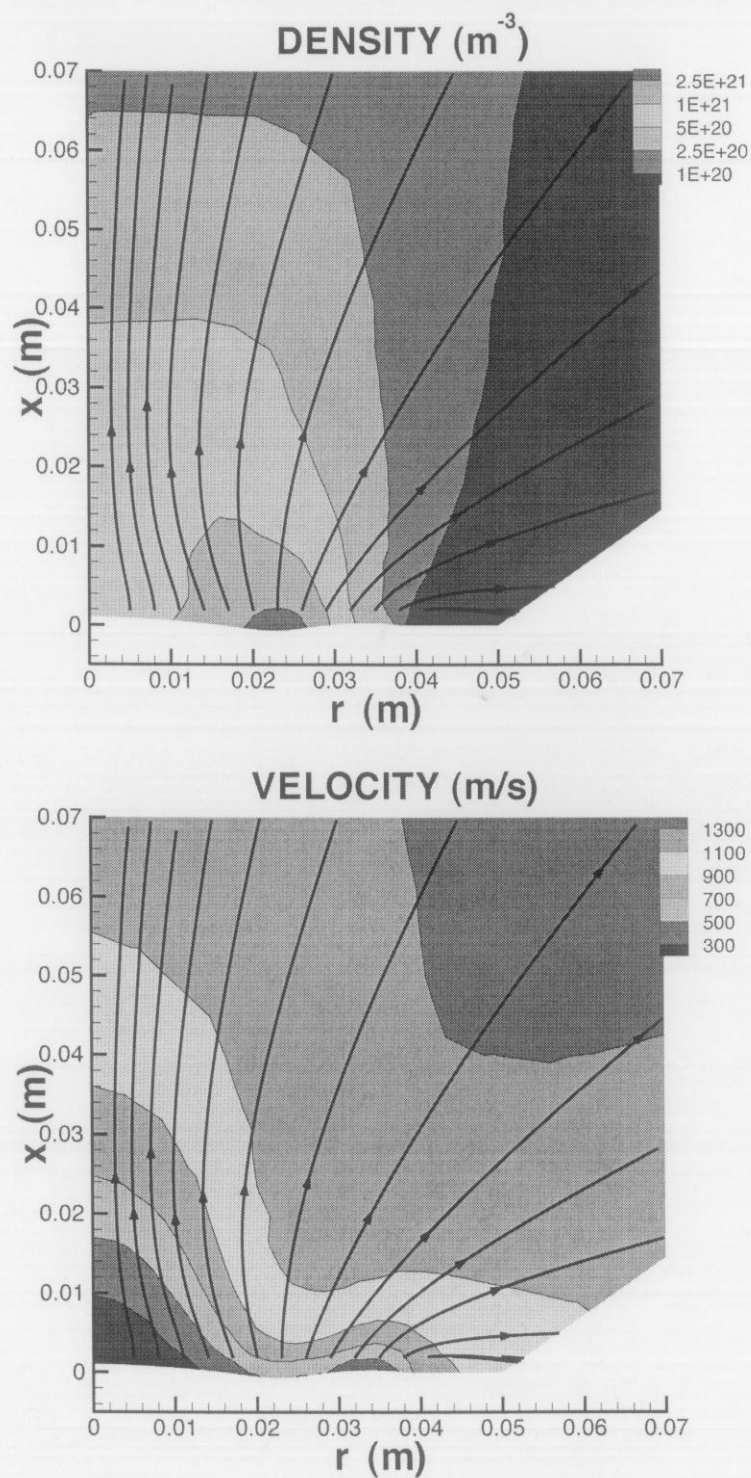 DENSITY (m⁻³)
0.07
0.06
0.05
0.04
0.03
0.02
0.01
0
x (m)
2.5E+21
1E+21
5E+20
2.5E+20
1E+20
0 0.01 0.02 0.03 0.04 0.05 0.06 0.07
r (m)
VELOCITY (m/s)
0.07
0.06
0.05
0.04
0.03
0.02
0.01
0
x (m)
1300
1100
900
700
500
300
0 0.01 0.02 0.03 0.04 0.05 0.06 0.07
r (m)